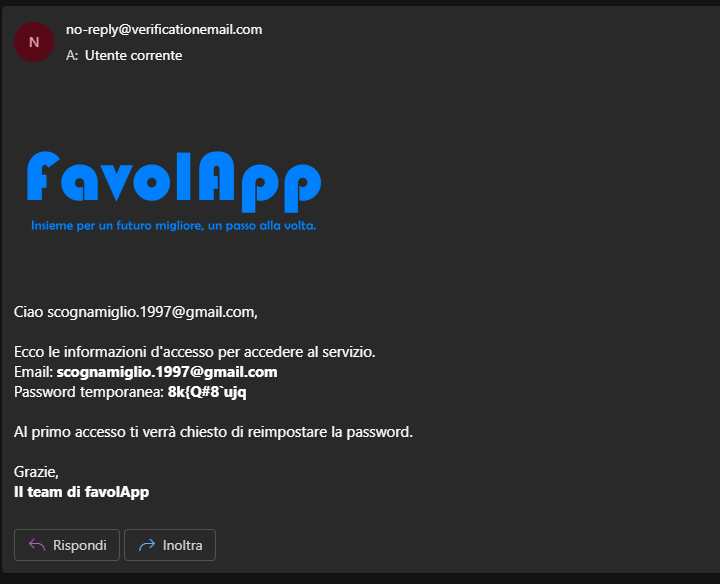 N
no-reply@verificationemail.com
A: Utente corrente
FavolApp
Insieme per un futuro migliore, un passo alla volta.
Ciao scognamiglio.1997@gmail.com,
Ecco le informazioni d'accesso per accedere al servizio.
Email: scognamiglio.1997@gmail.com
Password temporanea: 8k{Q#8`ujq
Al primo accesso ti verrà chiesto di reimpostare la password.
Grazie,
Il team di favolApp
Rispondi Inoltra